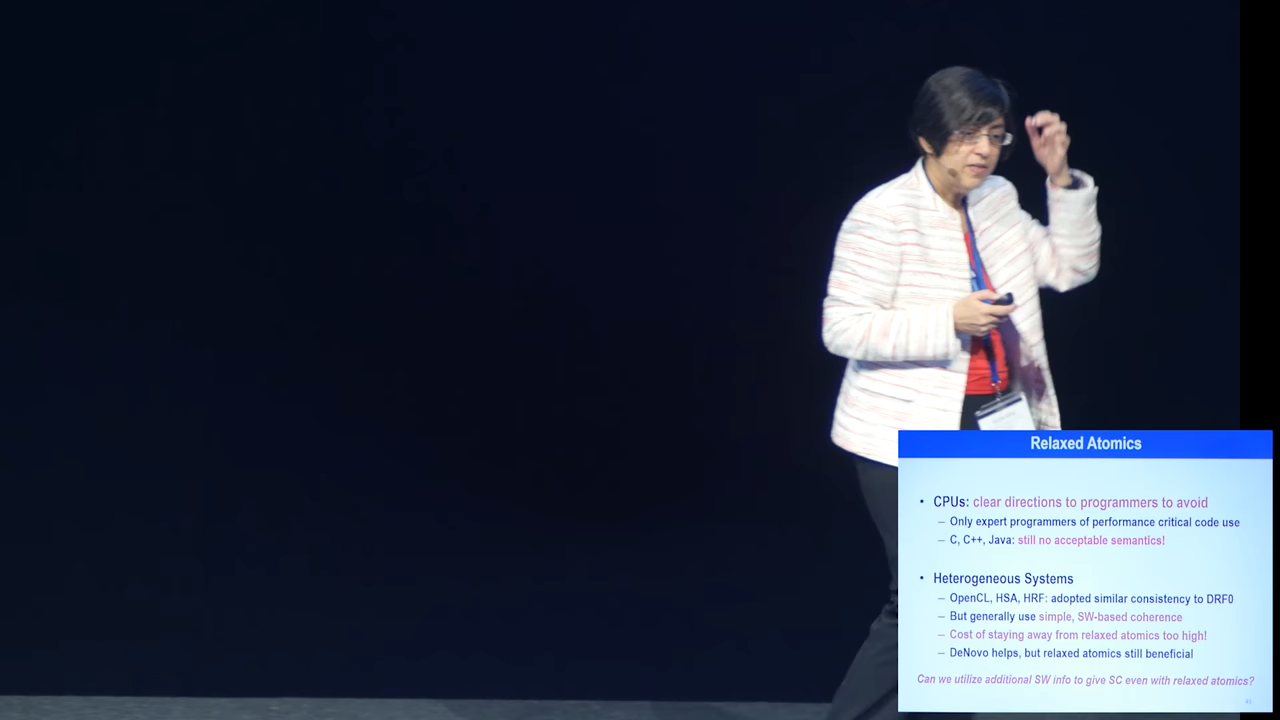 Relaxed Atomics
• CPUs: clear directions to programmers to avoid
– Only expert programmers of performance critical code use
– C, C++, Java: still no acceptable semantics!
• Heterogeneous Systems
– OpenCL, HSA, HRF: adopted similar consistency to DRF0
– But generally use simple, SW-based coherence
– Cost of staying away from relaxed atomics too high!
– DeNovo helps, but relaxed atomics still beneficial
Can we utilize additional SW info to give SC even with relaxed atomics?